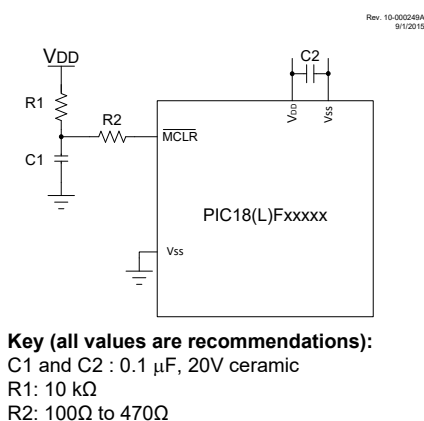 Rev. 10-000249A
9/1/2015
VDD
C2
R1
R2
VDD
Vss
MCLR
C1
PIC18(L)Fxxxxx
Vss
Key (all values are recommendations):
C1 and C2 : 0.1 μF, 20V ceramic
R1: 10 kΩ
R2: 100Ω to 470Ω